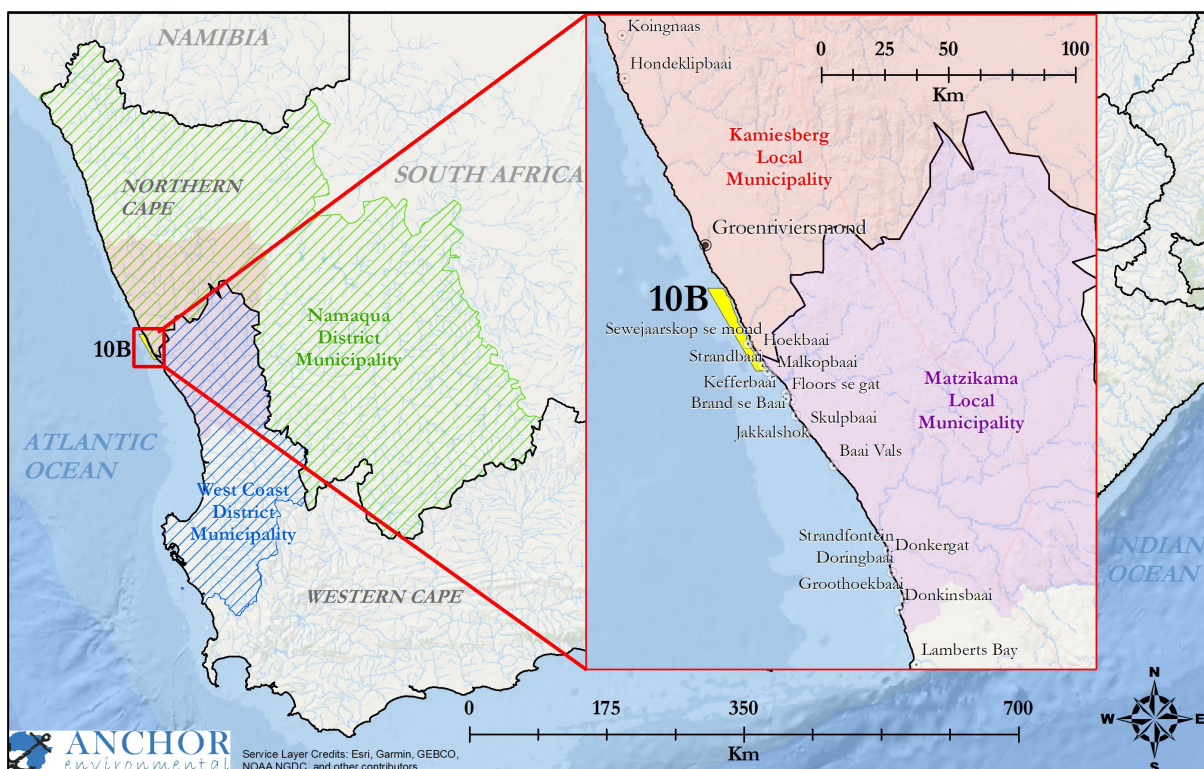 NAMIBIA
SOUTH AFRICA
NORTHERN
CAPE
Namaqua
District
Municipality
10B
ATLANTIC
OCEAN
West Coast
District
Municipality
WESTERN CAPE
Koingnaas
Hondeklipbaai
0 25 50 100
Km
Kamiesberg
Local
Municipality
Groenriviersmond
10B
Sewejaarskop se mond
Hoekbaai
Strandbaai
Malkopbaai
Kefferbaai
Floors se gat
Brand se Baai
Skulpbaai
Jakkalshok
Baai Vals
Matzikama
Local
Municipality
Strandfontein
Donkergat
Doringbaai
Groothoekbaai
Donkinsbaai
Lamberts Bay
INDIAN
OCEAN
0 175 350 700
Km
N
W E
S
ANCHOR
environmental
Service Layer Credits: Esri, Garmin, GEBCO,
NOAA NGDC, and other contributors